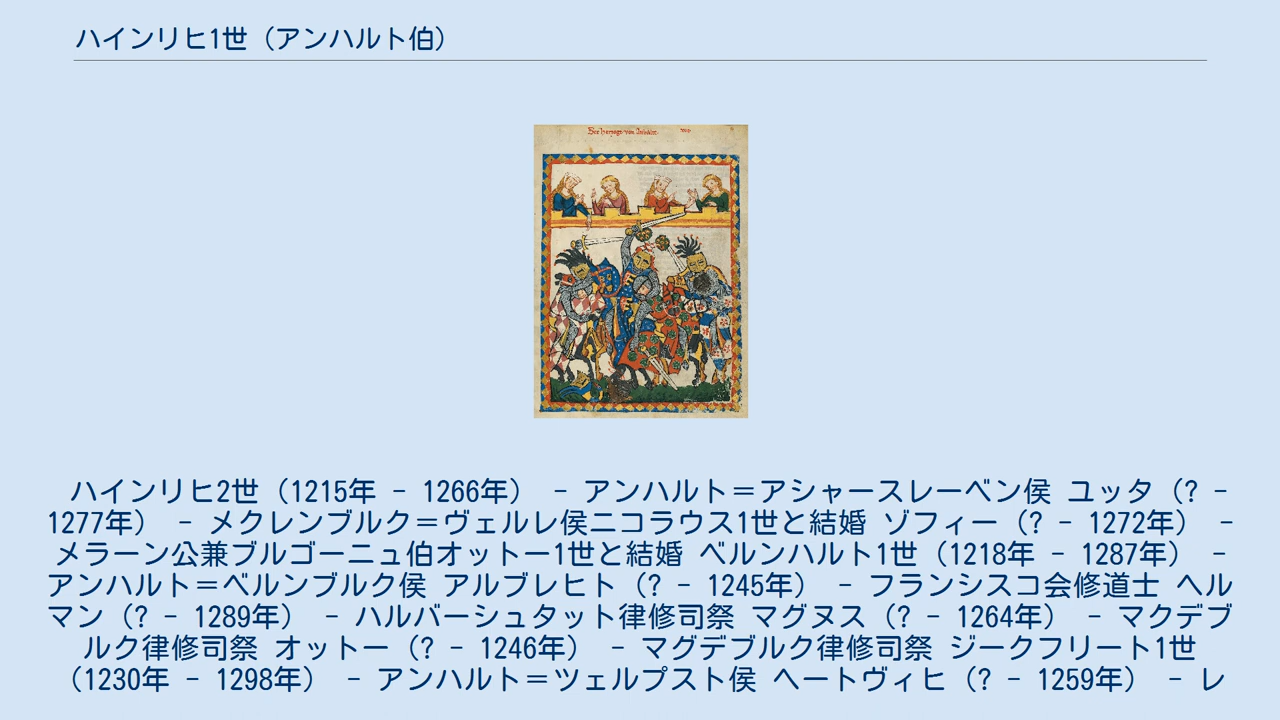 ハインリヒ1世（アンハルト伯）
ハインリヒ2世（1215年 - 1266年） - アンハルト＝アシャースレーベン侯 ユッタ（? -
1277年） - メクレンブルク＝ヴェルレ侯ニコラウス1世と結婚 ゾフィー（? - 1272年） -
メラーン公兼ブルゴーニュ伯オットー1世と結婚 ベルンハルト1世（1218年 - 1287年） -
アンハルト＝ベルンブルク侯 アルブレヒト（? - 1245年） - フランシスコ会修道士 ヘル
マン（? - 1289年） - ハルバーシュタット律修司祭 マグヌス（? - 1264年） - マクデブ
ルク律修司祭 オットー（? - 1246年） - マグデブルク律修司祭 ジークフリート1世
（1230年 - 1298年） - アンハルト＝ツェルプスト侯 ヘートヴィヒ（? - 1259年） - レ